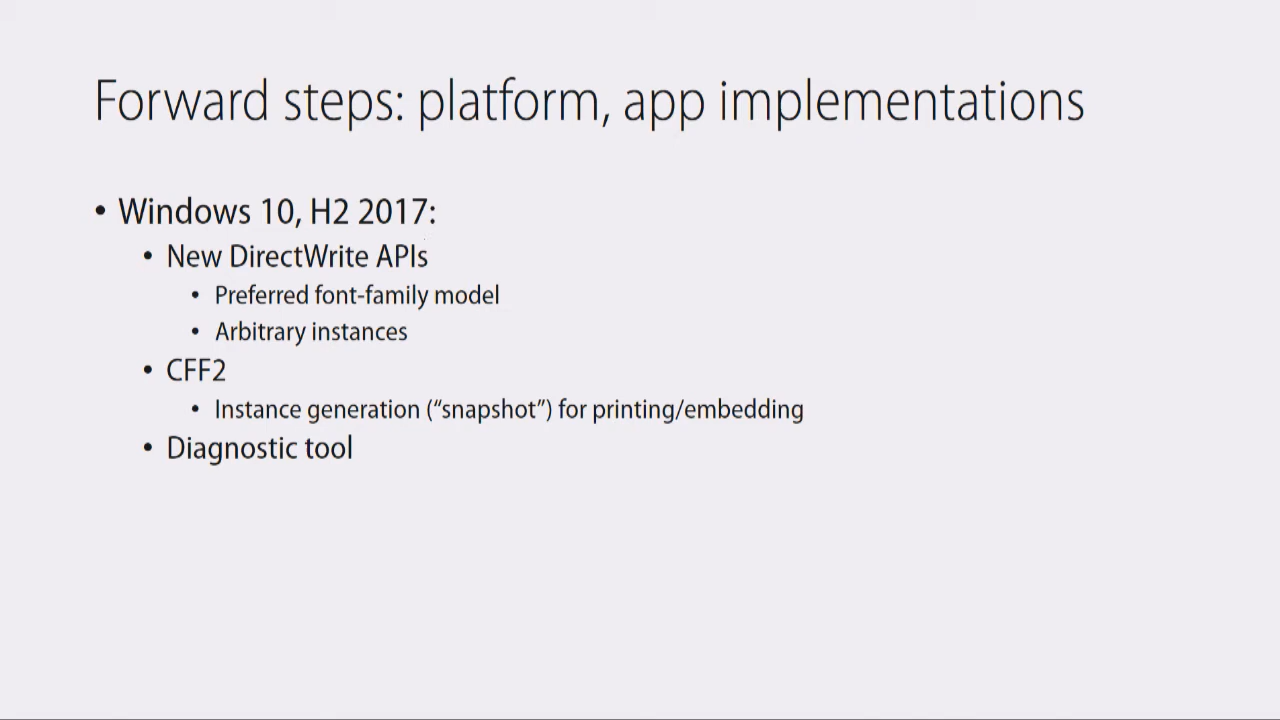 Forward steps: platform, app implementations
• Windows 10, H2 2017:
• New DirectWrite APIs
• Preferred font-family model
• Arbitrary instances
• CFF2
• Instance generation (“snapshot”) for printing/embedding
• Diagnostic tool